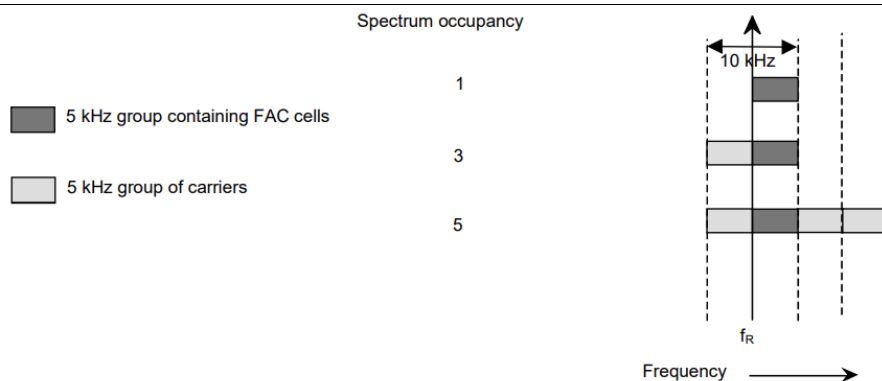 Spectrum occupancy
10 kHz
1
5 kHz group containing FAC cells
3
5 kHz group of carriers
5
fR
Frequency